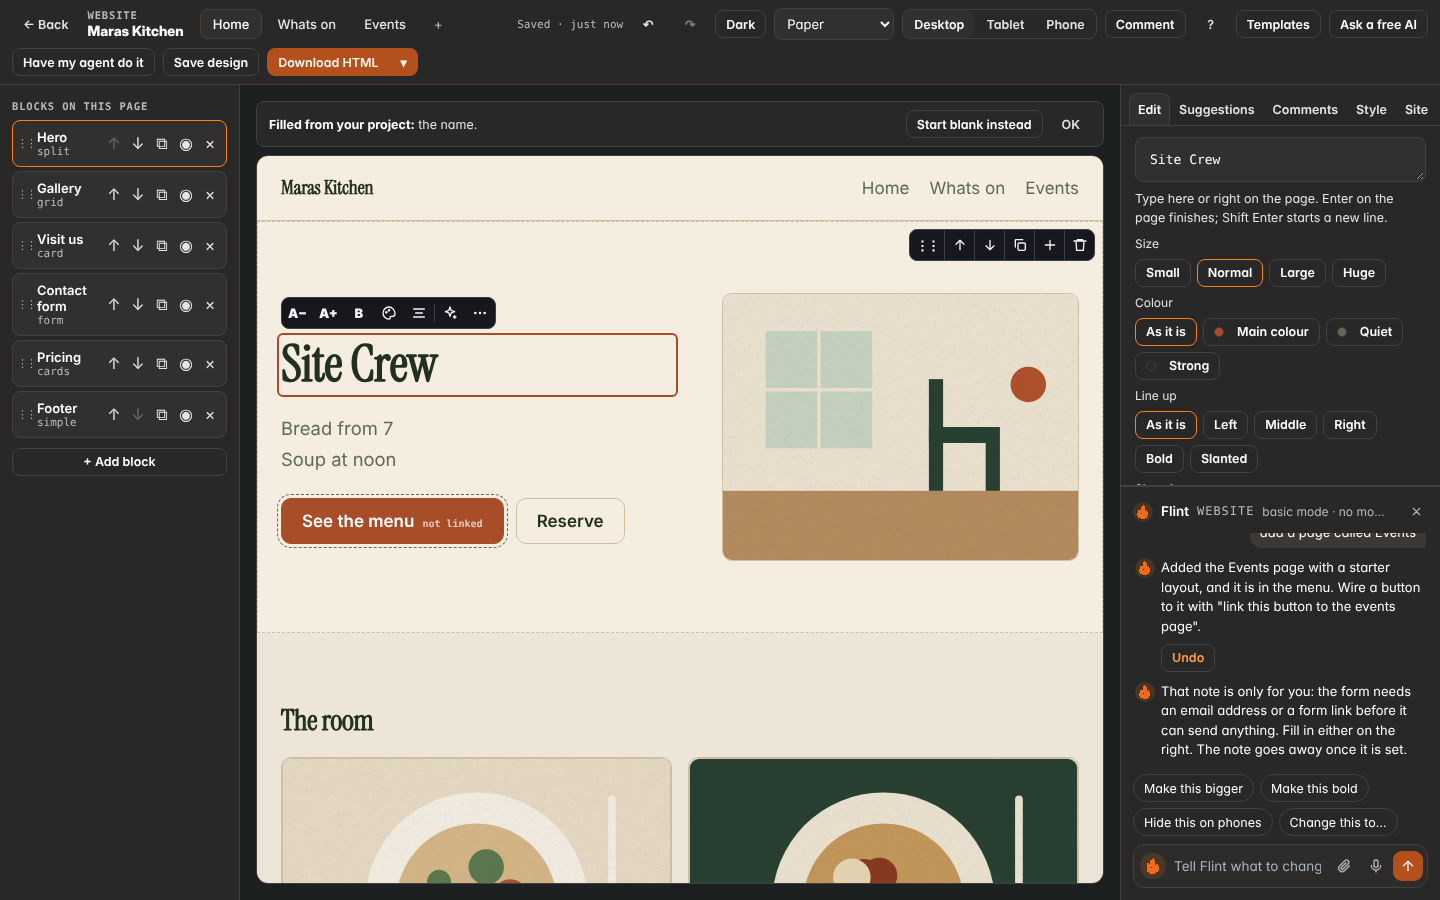 ← Back
WEBSITE
Maras Kitchen
Home
Whats on
Events
+
Saved · just now
Dark
Paper
Desktop
Tablet
Phone
Comment
?
Templates
Ask a free AI
Have my agent do it
Save design
Download HTML
BLOCKS ON THIS PAGE
Hero
split
Gallery
grid
Visit us
card
Contact
form
form
Pricing
cards
Footer
simple
+ Add block
Filled from your project: the name.
Start blank instead
OK
Maras Kitchen
Home
Whats on
Events
A− A+ B
Site Crew
Bread from 7
Soup at noon
See the menu not linked
Reserve
The room
Edit
Suggestions
Comments
Style
Site
Site Crew
Type here or right on the page. Enter on the
page finishes; Shift Enter starts a new line.
Size
Small
Normal
Large
Huge
Colour
As it is
Main colour
Quiet
Strong
Line up
As it is
Left
Middle
Right
Bold
Slanted
Flint WEBSITE basic mode · no mo...
add a page called Events
Added the Events page with a starter
layout, and it is in the menu. Wire a button
to it with "link this button to the events
page".
Undo
That note is only for you: the form needs
an email address or a form link before it
can send anything. Fill in either on the
right. The note goes away once it is set.
Make this bigger
Make this bold
Hide this on phones
Change this to...
Tell Flint what to chang